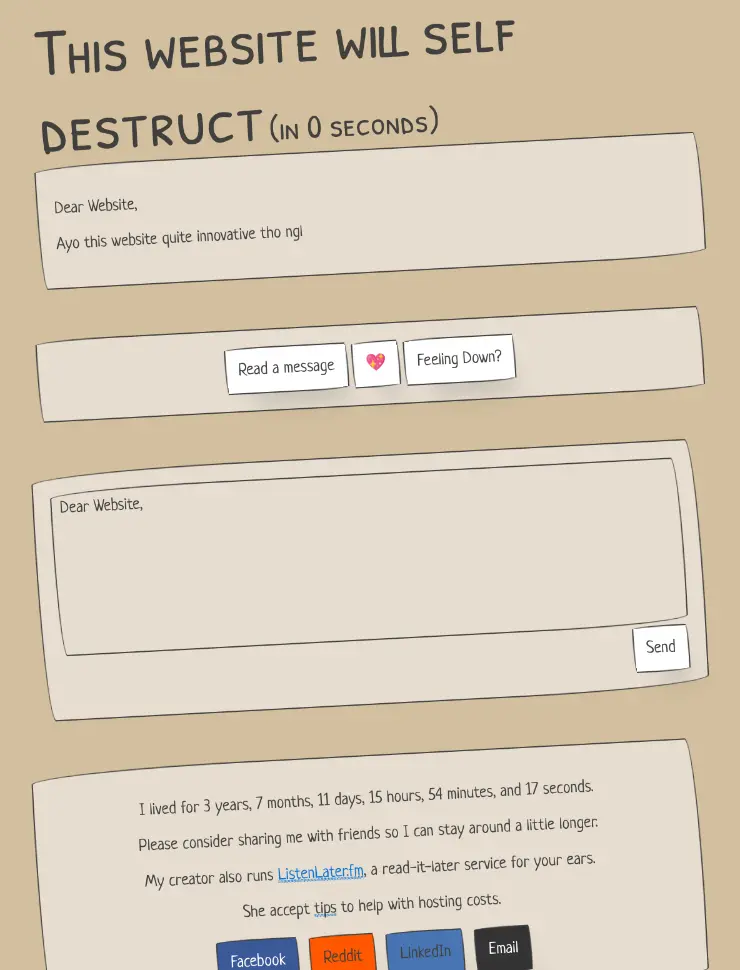 This website will self
destruct (in 0 seconds)
Dear Website,
Ayo this website quite innovative tho ngl
Read a message 💖 Feeling Down?
Dear Website,
Send
I lived for 3 years, 7 months, 11 days, 15 hours, 54 minutes, and 17 seconds.
Please consider sharing me with friends so I can stay around a little longer.
My creator also runs ListenLater.fm, a read-it-later service for your ears.
She accept tips to help with hosting costs.
Facebook Reddit LinkedIn Email